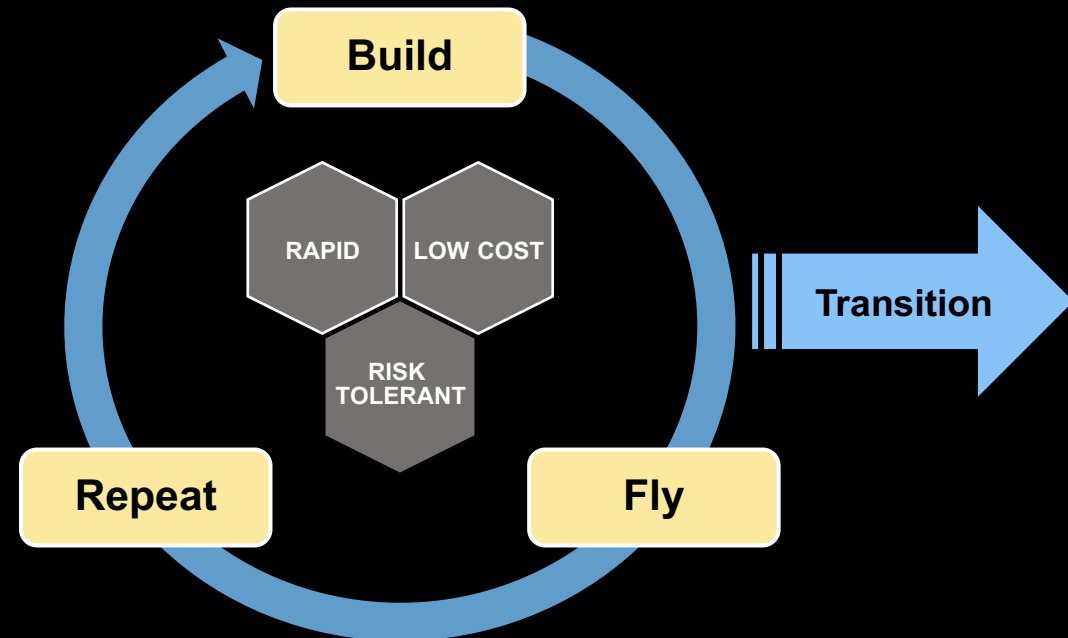 Build
RAPID
LOW COST
Transition
RISK
TOLERANT
Repeat
Fly